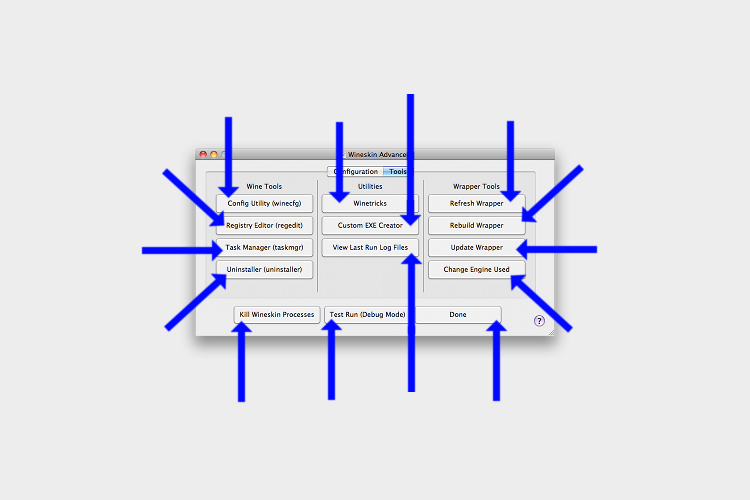 Wineskin Advanced
Configuration Tools
Wine Tools
Config Utility (winecfg)
Registry Editor (regedit)
Task Manager (taskmgr)
Uninstaller (uninstaller)
Utilities
Winetricks
Custom EXE Creator
View Last Run Log Files
Wrapper Tools
Refresh Wrapper
Rebuild Wrapper
Update Wrapper
Change Engine Used
Kill Wineskin Processes
Test Run (Debug Mode)
Done
?